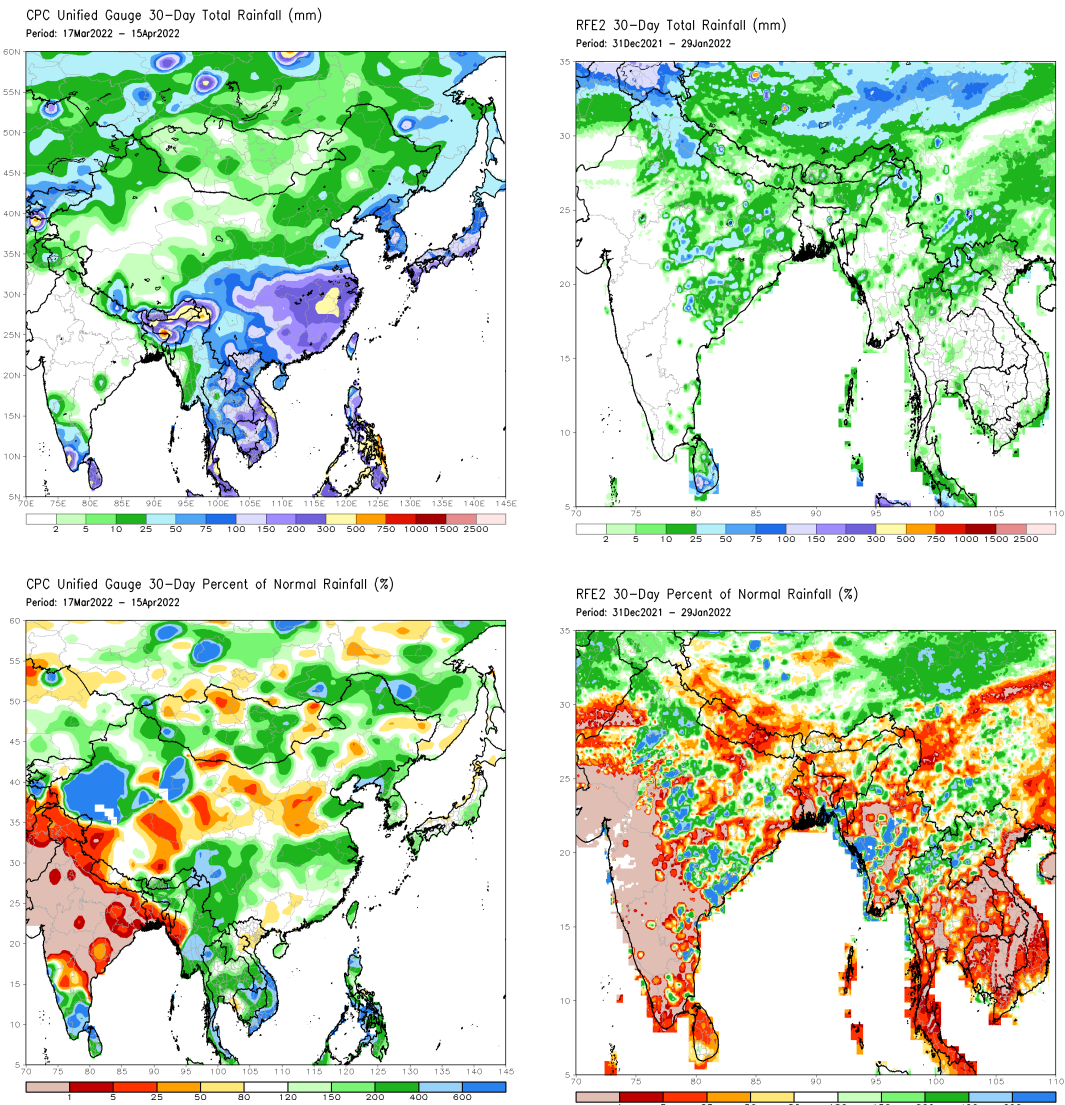 CPC Unified Gauge 30-Day Total Rainfall (mm)
Period: 17Mar2022 - 15Apr2022
60N
55N
50N
45N
40N
35N
30N
25N
20N
15N
10N
5N
70E 75E 80E 85E 90E 95E 100E 105E 110E 115E 120E 125E 130E 135E 140E 145E
2 5 10 25 50 75 100 150 200 300 500 750 1000 1500 2500
RFE2 30-Day Total Rainfall (mm)
Period: 31Dec2021 - 29Jan2022
35
30
25
20
15
10
5
70 75 80 85 90 95 100 105 110
2 5 10 25 50 75 100 150 200 300 500 750 1000 1500 2500
CPC Unified Gauge 30-Day Percent of Normal Rainfall (%)
Period: 17Mar2022 - 15Apr2022
60
55
50
45
40
35
30
25
20
15
10
5
70 75 80 85 90 95 100 105 110 115 120 125 130 135 140 145
1 5 25 50 80 120 150 200 400 600
RFE2 30-Day Percent of Normal Rainfall (%)
Period: 31Dec2021 - 29Jan2022
35
30
25
20
15
10
5
70 75 80 85 90 95 100 105 110